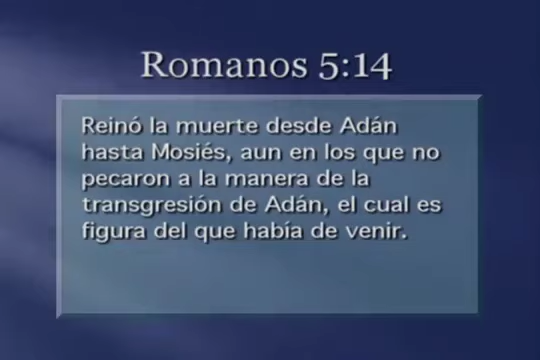 Romanos 5:14
Reinó la muerte desde Adán
hasta Mosiés, aun en los que no
pecaron a la manera de la
transgresión de Adán, el cual es
figura del que había de venir.